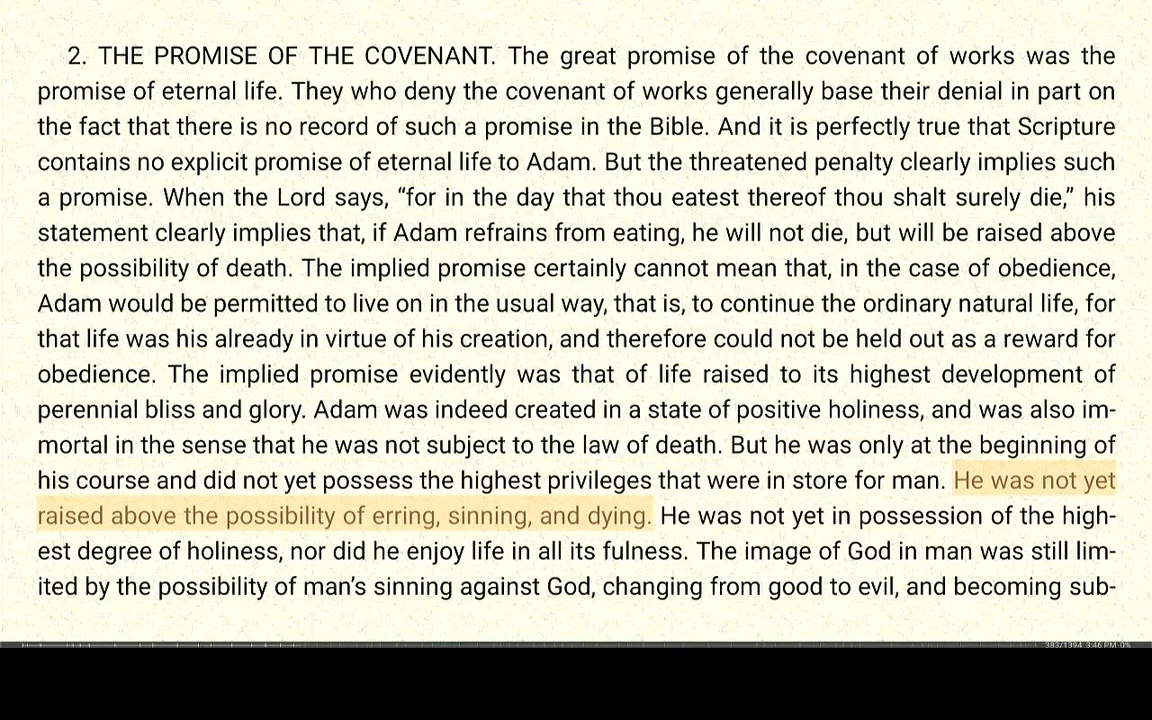 2. THE PROMISE OF THE COVENANT. The great promise of the covenant of works was the
promise of eternal life. They who deny the covenant of works generally base their denial in part on
the fact that there is no record of such a promise in the Bible. And it is perfectly true that Scripture
contains no explicit promise of eternal life to Adam. But the threatened penalty clearly implies such
a promise. When the Lord says, “for in the day that thou eatest thereof thou shalt surely die,” his
statement clearly implies that, if Adam refrains from eating, he will not die, but will be raised above
the possibility of death. The implied promise certainly cannot mean that, in the case of obedience,
Adam would be permitted to live on in the usual way, that is, to continue the ordinary natural life, for
that life was his already in virtue of his creation, and therefore could not be held out as a reward for
obedience. The implied promise evidently was that of life raised to its highest development of
perennial bliss and glory. Adam was indeed created in a state of positive holiness, and was also im-
mortal in the sense that he was not subject to the law of death. But he was only at the beginning of
his course and did not yet possess the highest privileges that were in store for man. He was not yet
raised above the possibility of erring, sinning, and dying. He was not yet in possession of the high-
est degree of holiness, nor did he enjoy life in all its fulness. The image of God in man was still lim-
ited by the possibility of man’s sinning against God, changing from good to evil, and becoming sub-
383/1394 3:46 PM 0%